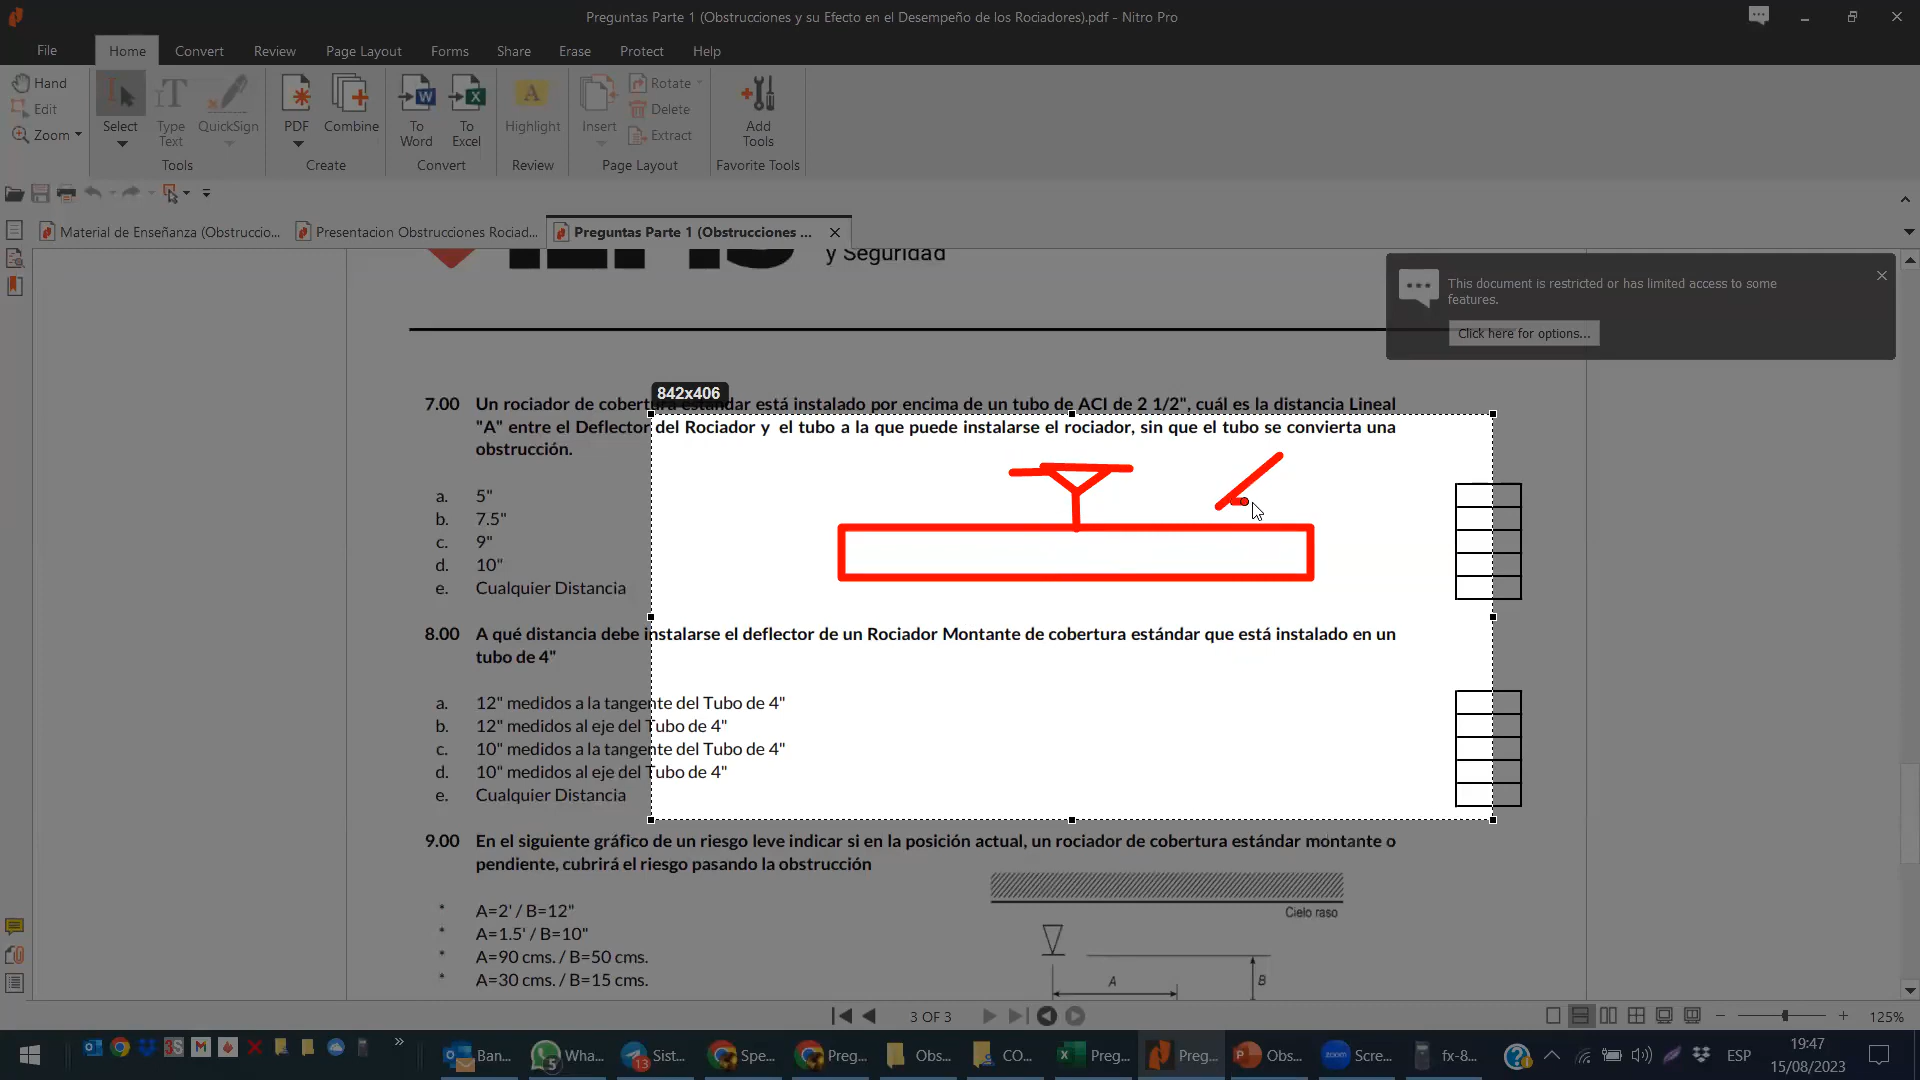 Preguntas Parte 1 (Obstrucciones y su Efecto en el Desempeño de los Rociadores).pdf - Nitro Pro
File
Home
Convert
Review
Page Layout
Forms
Share
Erase
Protect
Help
Hand
Edit
Zoom
Select
Type Text
QuickSign
Tools
PDF
Combine
Create
To Word
To Excel
Convert
Highlight
Review
Insert
Rotate
Delete
Extract
Page Layout
Add Tools
Favorite Tools
Material de Enseñanza (Obstruccio...
Presentacion Obstrucciones Rociad...
Preguntas Parte 1 (Obstrucciones ...
y Seguridad
This document is restricted or has limited access to some features.
Click here for options...
842x406
7.00 Un rociador de cobertura estándar está instalado por encima de un tubo de ACI de 2 1/2", cuál es la distancia Lineal
"A" entre el Deflector del Rociador y el tubo a la que puede instalarse el rociador, sin que el tubo se convierta una
obstrucción.
a. 5"
b. 7.5"
c. 9"
d. 10"
e. Cualquier Distancia
8.00 A qué distancia debe instalarse el deflector de un Rociador Montante de cobertura estándar que está instalado en un
tubo de 4"
a. 12" medidos a la tangente del Tubo de 4"
b. 12" medidos al eje del Tubo de 4"
c. 10" medidos a la tangente del Tubo de 4"
d. 10" medidos al eje del Tubo de 4"
e. Cualquier Distancia
9.00 En el siguiente gráfico de un riesgo leve indicar si en la posición actual, un rociador de cobertura estándar montante o
pendiente, cubrirá el riesgo pasando la obstrucción
* A=2' / B=12"
* A=1.5' / B=10"
* A=90 cms. / B=50 cms.
* A=30 cms. / B=15 cms.
Cielo raso
A
B
3 OF 3
125%
Ban...
5
Wha...
13
Sist...
Spe...
Preg...
Obs...
CO...
Preg...
Preg...
Obs...
zoom
Scre...
fx-8...
ESP
19:47
15/08/2023